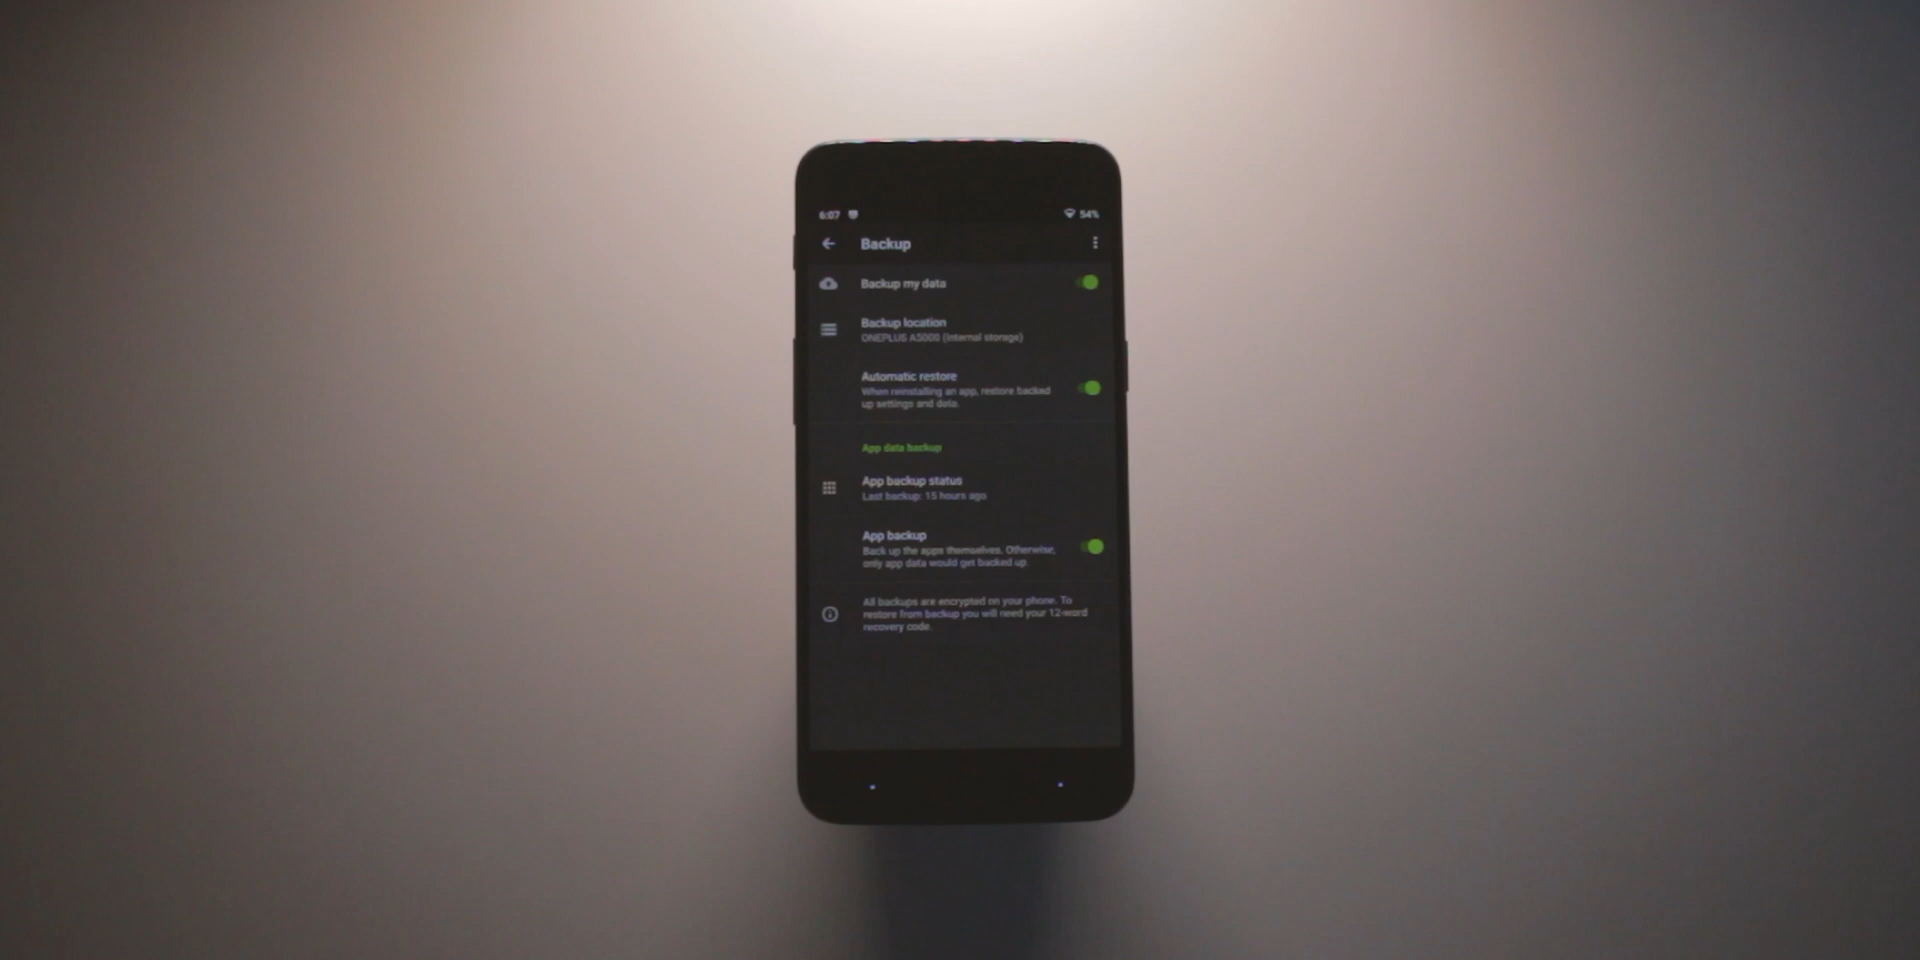 6:07 54%
Backup
Backup my data
Backup location
ONEPLUS A5000 (Internal storage)
Automatic restore
When reinstalling an app, restore backed
up settings and data.
App data backup
App backup status
Last backup: 15 hours ago
App backup
Back up the apps themselves. Otherwise,
only app data would get backed up.
All backups are encrypted on your phone. To
restore from backup you will need your 12-word
recovery code.